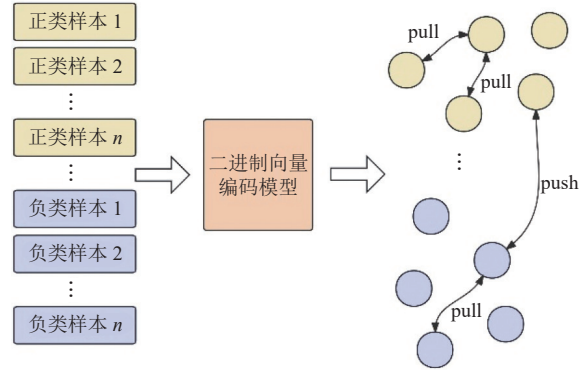 正类样本 1
正类样本 2
⋮
正类样本 n
⋮
负类样本 1
负类样本 2
⋮
负类样本 n
二进制向量
编码模型
pull
pull
⋮
push
pull